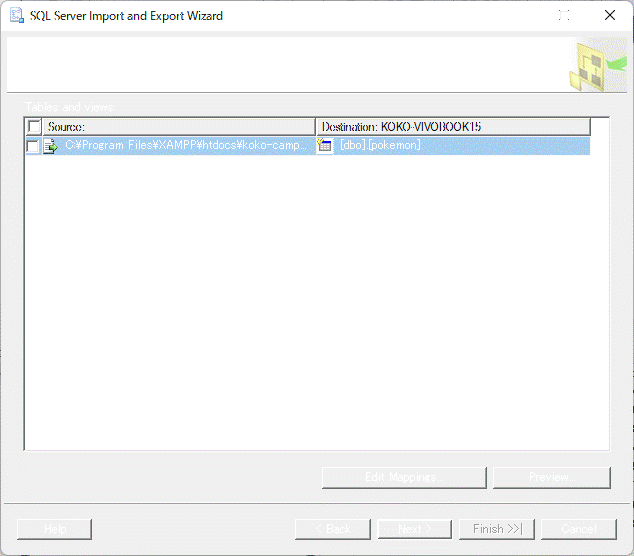 SQL Server Import and Export Wizard
Tables and views:
Source:
Destination: KOKO-VIVOBOOK15
C:¥Program Files¥XAMPP¥htdocs¥koko-camp...
[dbo].[pokemon]
Edit Mappings...
Preview...
Help
< Back
Next >
Finish >>|
Cancel